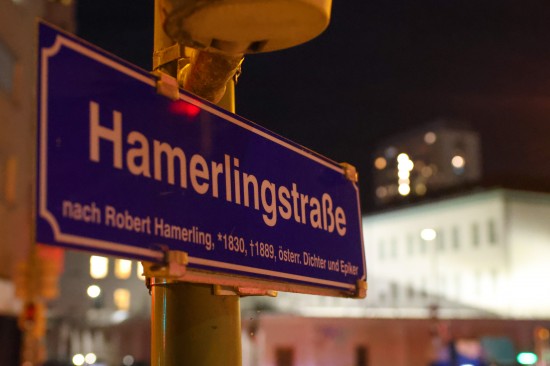 Hamerlingstraße
nach Robert Hamerling, *1830, †1889, österr. Dichter und Epiker